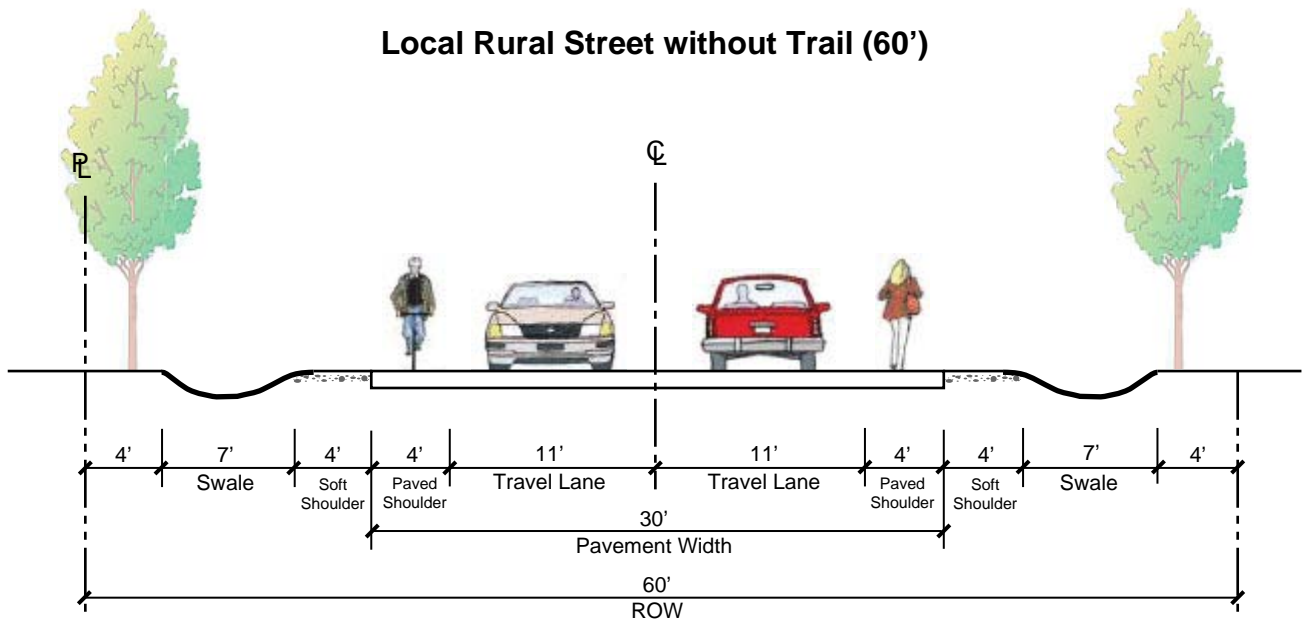 Local Rural Street without Trail (60’)
PL
CL
4’ 7’ 4’ 4’ 11’ 11’ 4’ 4’ 7’ 4’
Swale Soft Shoulder Paved Shoulder Travel Lane Travel Lane Paved Shoulder Soft Shoulder Swale
30’
Pavement Width
60’
ROW